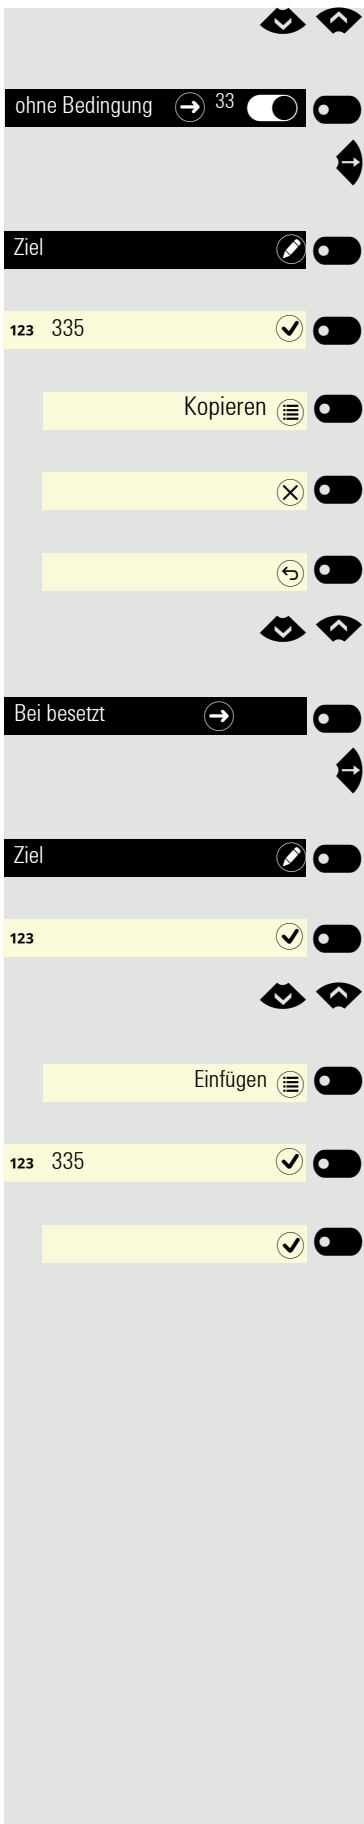 ohne Bedingung 33
Ziel
123 335
Kopieren
Bei besetzt
Ziel
123
Einfügen
123 335